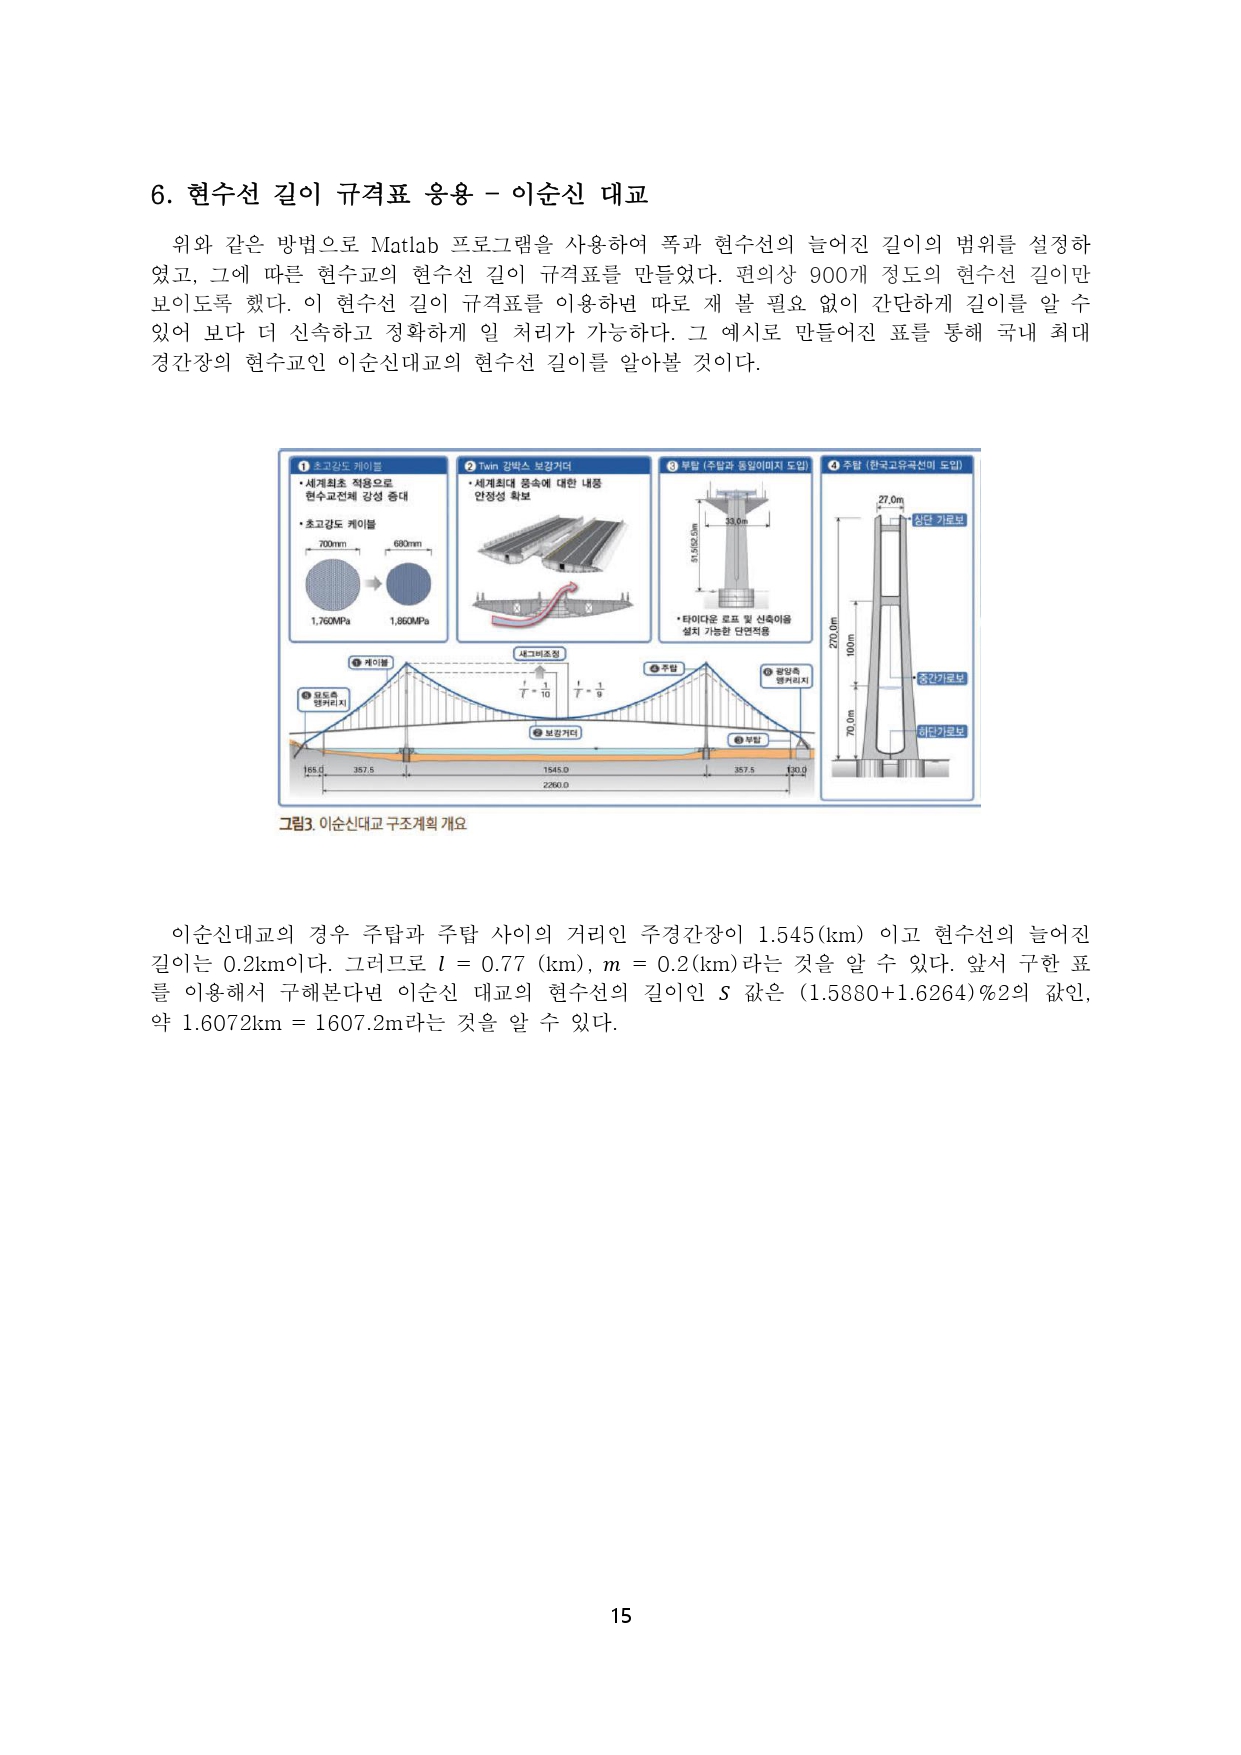 6. 현수선 길이 규격표 응용 - 이순신 대교
위와 같은 방법으로 Matlab 프로그램을 사용하여 폭과 현수선의 늘어진 길이의 범위를 설정하
였고, 그에 따른 현수교의 현수선 길이 규격표를 만들었다. 편의상 900개 정도의 현수선 길이만
보이도록 했다. 이 현수선 길이 규격표를 이용하면 따로 재 볼 필요 없이 간단하게 길이를 알 수
있어 보다 더 신속하고 정확하게 일 처리가 가능하다. 그 예시로 만들어진 표를 통해 국내 최대
경간장의 현수교인 이순신대교의 현수선 길이를 알아볼 것이다.
① 초고강도 케이블
• 세계최초 적용으로
현수교전체 강성 증대
• 초고강도 케이블
700mm 680mm
1,760MPa 1,860MPa
② Twin 강박스 보강거더
• 세계최대 풍속에 대한 내풍
안정성 확보
③ 부탑 (주탑과 동일이미지 도입)
33.0m
51.5(52.5)m
• 타이다운 로프 및 신축이음
설치 가능한 단면적용
④ 주탑 (한국고유곡선미 도입)
27.0m
상단 가로보
270.0m
100m
중간가로보
70.0m
하단가로보
① 케이블
새그비조정
④ 주탑
⑥ 광양측
앵커리지
⑤ 묘도측
앵커리지
f/l = 1/10 f/l = 1/9
② 보강거더
③ 부탑
165.0 357.5 1545.0 357.5 130.0
2260.0
그림3. 이순신대교 구조계획 개요
이순신대교의 경우 주탑과 주탑 사이의 거리인 주경간장이 1.545(km) 이고 현수선의 늘어진
길이는 0.2km이다. 그러므로 l = 0.77 (km), m = 0.2(km)라는 것을 알 수 있다. 앞서 구한 표
를 이용해서 구해본다면 이순신 대교의 현수선의 길이인 S 값은 (1.5880+1.6264)%2의 값인,
약 1.6072km = 1607.2m라는 것을 알 수 있다.
15